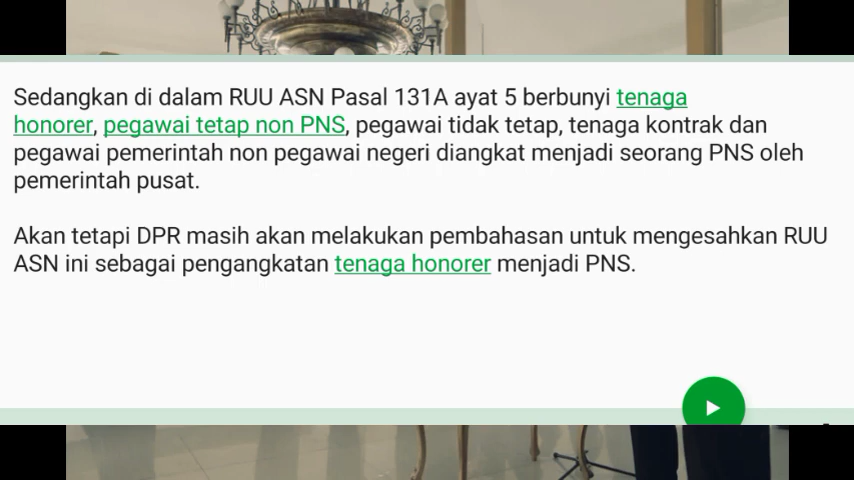 Sedangkan di dalam RUU ASN Pasal 131A ayat 5 berbunyi tenaga
honorer, pegawai tetap non PNS, pegawai tidak tetap, tenaga kontrak dan
pegawai pemerintah non pegawai negeri diangkat menjadi seorang PNS oleh
pemerintah pusat.
Akan tetapi DPR masih akan melakukan pembahasan untuk mengesahkan RUU
ASN ini sebagai pengangkatan tenaga honorer menjadi PNS.